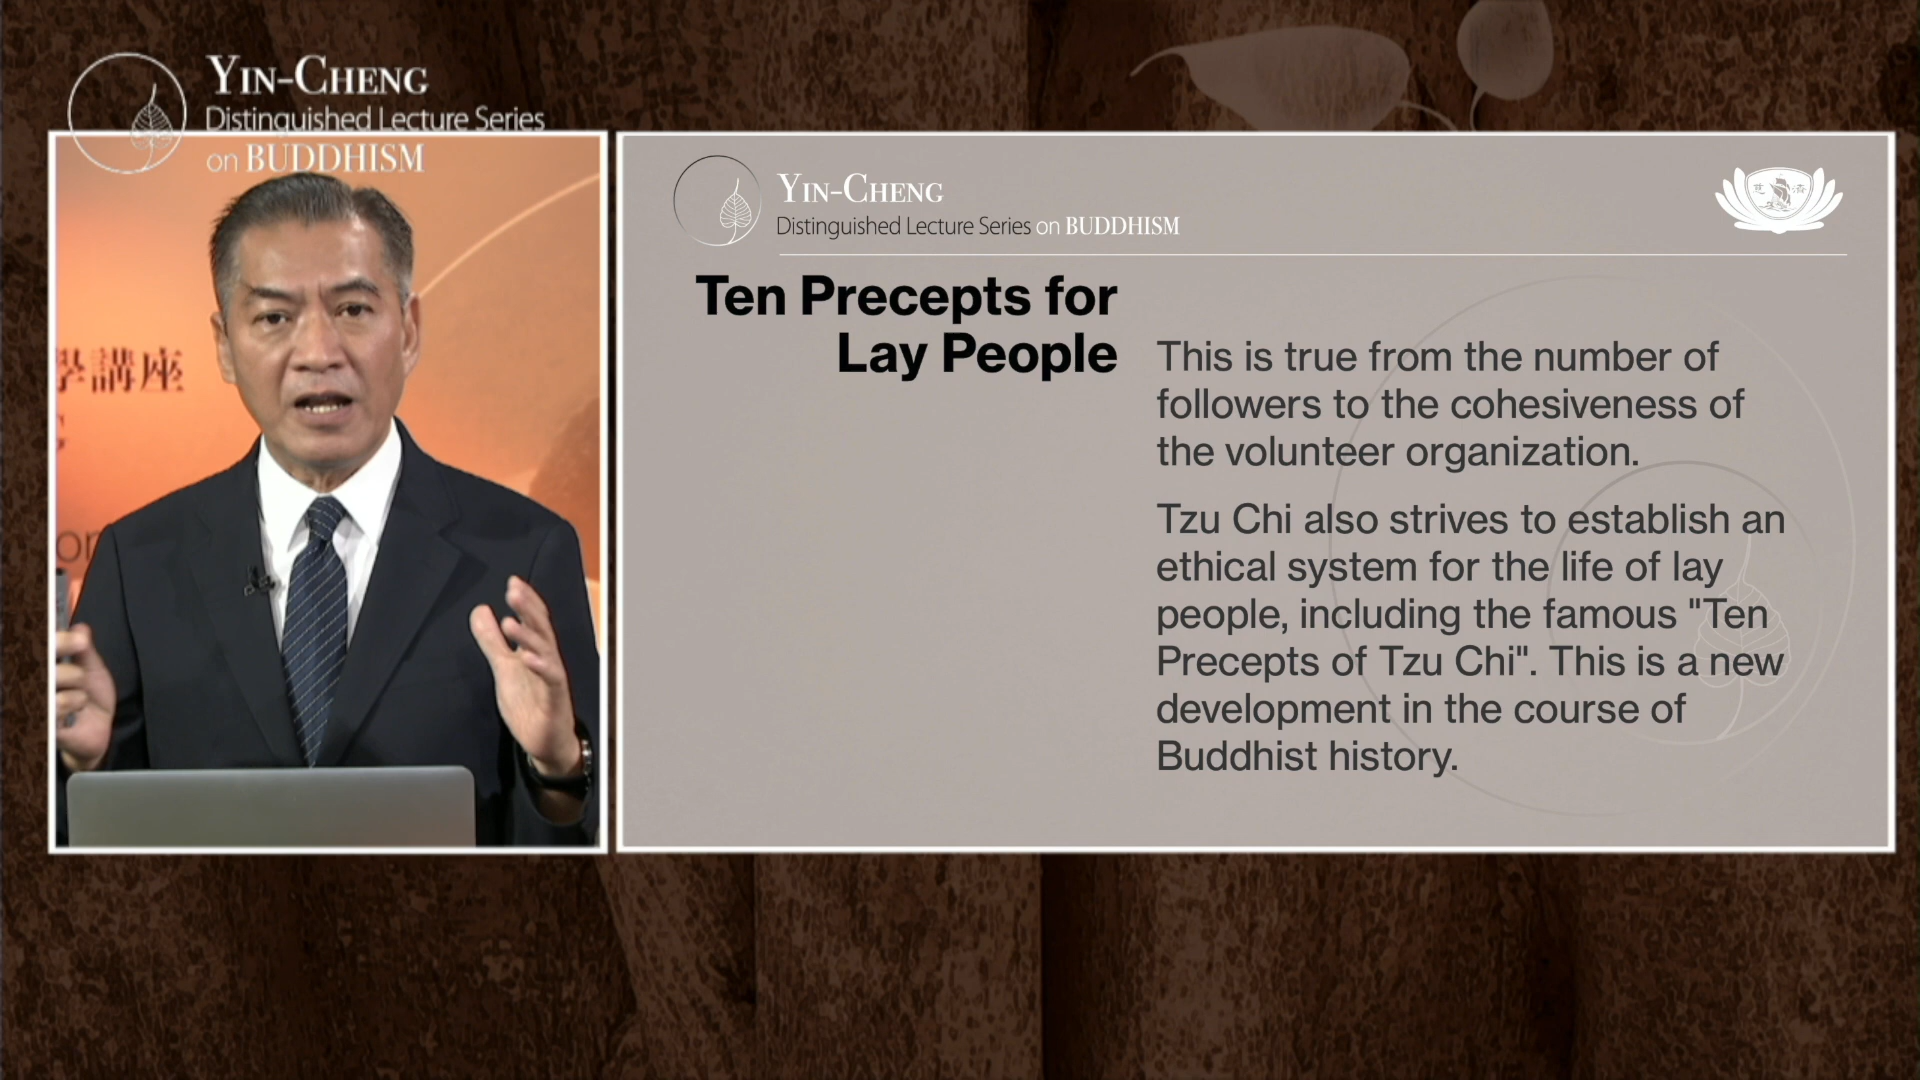 YIN-CHENG
Distinguished Lecture Series
on BUDDHISM
學講座
or
YIN-CHENG
Distinguished Lecture Series on BUDDHISM
慈濟
Ten Precepts for
Lay People
This is true from the number of
followers to the cohesiveness of
the volunteer organization.
Tzu Chi also strives to establish an
ethical system for the life of lay
people, including the famous "Ten
Precepts of Tzu Chi". This is a new
development in the course of
Buddhist history.